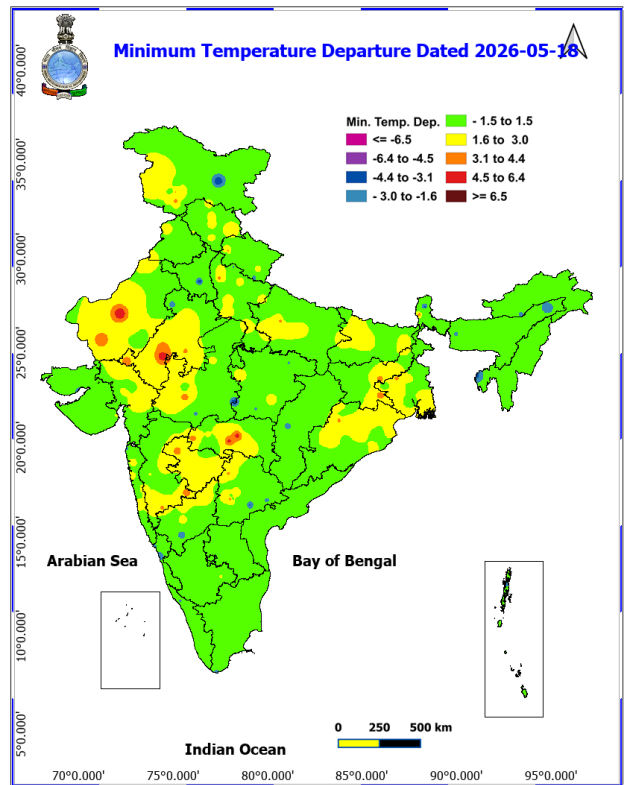 Minimum Temperature Departure Dated 2026-05-18
Min. Temp. Dep.
<= -6.5
-6.4 to -4.5
-4.4 to -3.1
- 3.0 to -1.6
- 1.5 to 1.5
1.6 to 3.0
3.1 to 4.4
4.5 to 6.4
>= 6.5
40°0.000'
35°0.000'
30°0.000'
25°0.000'
20°0.000'
15°0.000'
10°0.000'
5°0.000'
Arabian Sea
Bay of Bengal
Indian Ocean
0 250 500 km
70°0.000' 75°0.000' 80°0.000' 85°0.000' 90°0.000' 95°0.000'